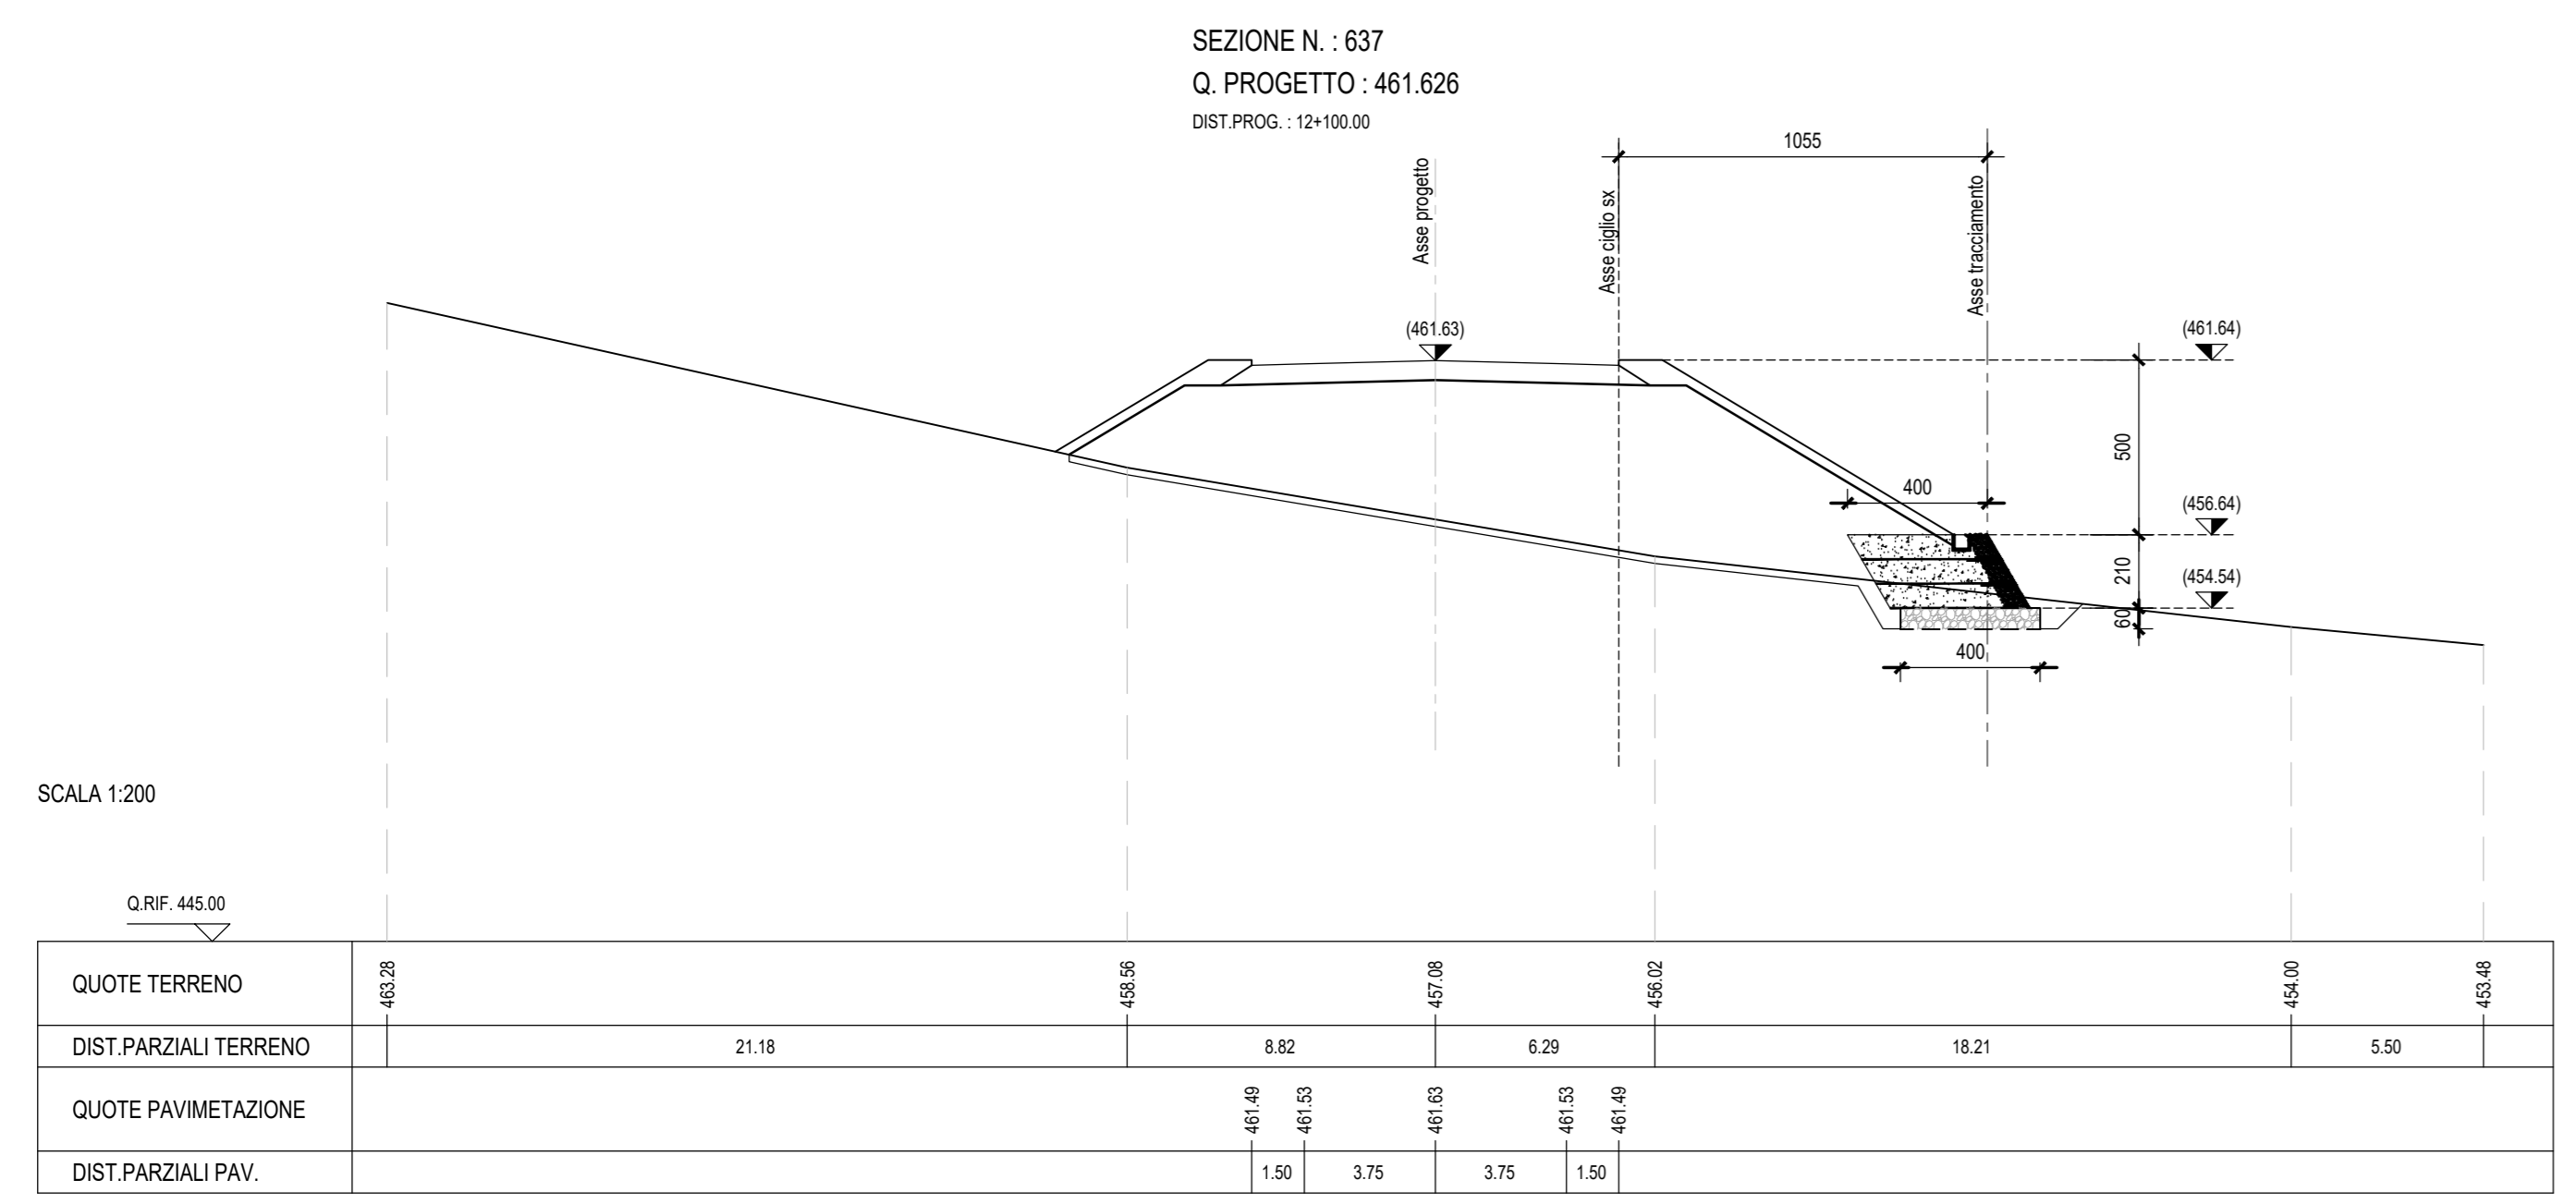 SEZIONE N. : 637
Q. PROGETTO : 461.626
DIST.PROG. : 12+100.00
1055
Asse progetto
Asse ciglio sx
Asse tracciamento
(461.63)
(461.64)
500
400
(456.64)
210
(454.54)
60
400
SCALA 1:200
Q.RIF. 445.00
QUOTE TERRENO 463.28 458.56 457.08 456.02 454.00 453.48
DIST.PARZIALI TERRENO 21.18 8.82 6.29 18.21 5.50
QUOTE PAVIMETAZIONE 461.49 461.53 461.63 461.53 461.49
DIST.PARZIALI PAV. 1.50 3.75 3.75 1.50